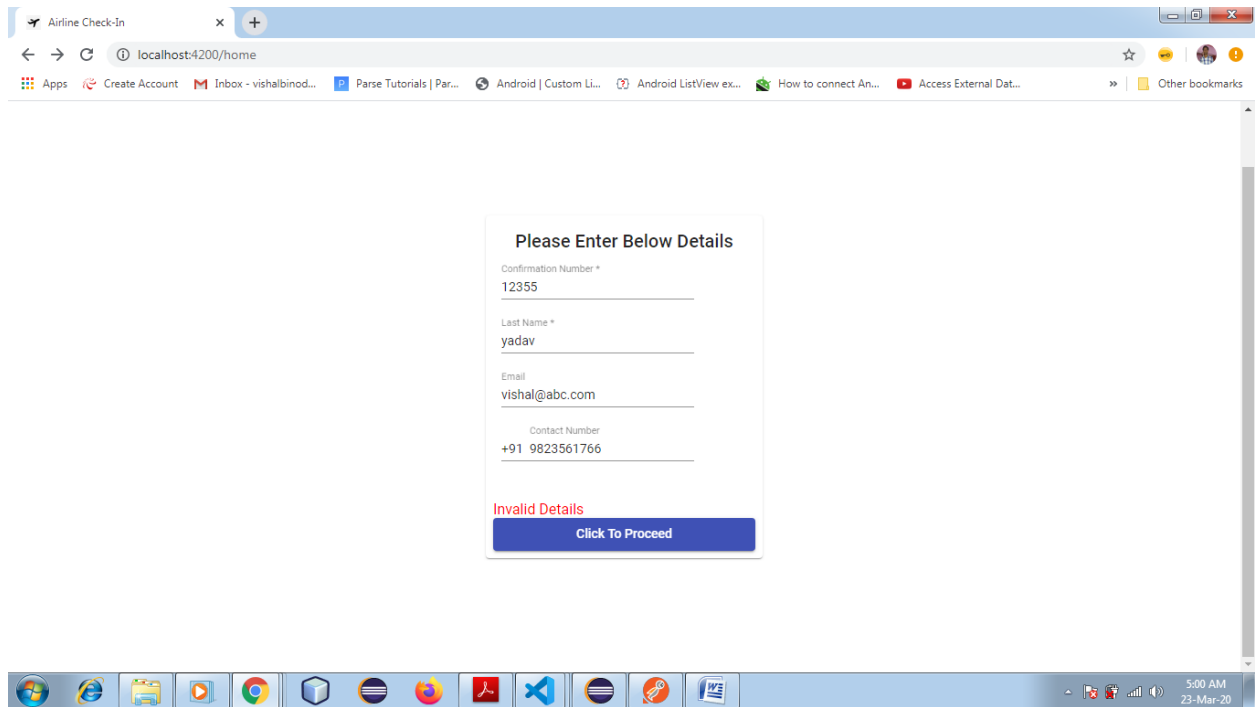 Airline Check-In
localhost:4200/home
Apps Create Account Inbox - vishalbinod... Parse Tutorials | Par... Android | Custom Li... Android ListView ex... How to connect An... Access External Dat... » Other bookmarks
Please Enter Below Details
Confirmation Number *
12355
Last Name *
yadav
Email
vishal@abc.com
Contact Number
+91 9823561766
Invalid Details
Click To Proceed
5:00 AM
23-Mar-20